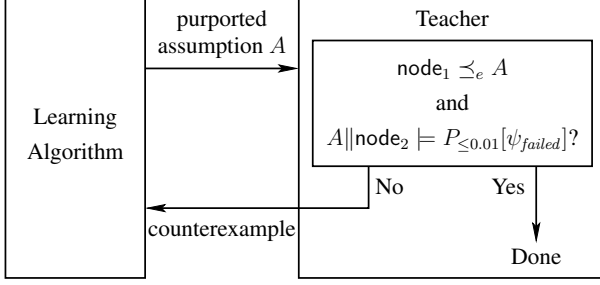 purported
assumption A
Teacher
Learning
Algorithm
node₁ ⪯ₑ A
and
A‖node₂ ⊨ P≤0.01[ψfailed]?
No
Yes
counterexample
Done